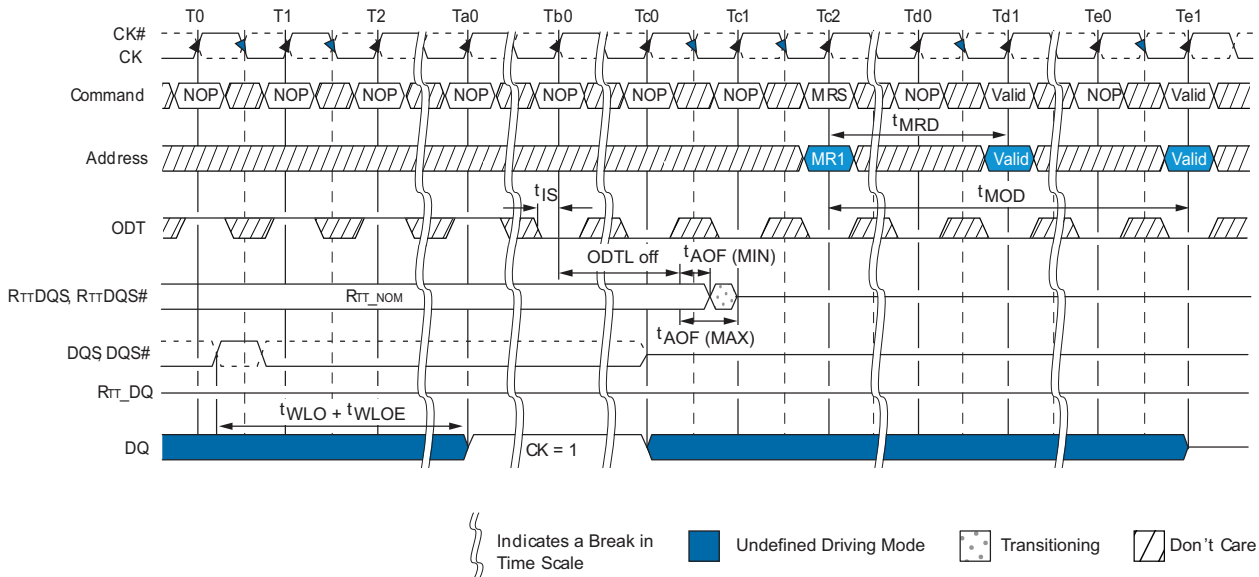 T0 T1 T2 Ta0 Tb0 Tc0 Tc1 Tc2 Td0 Td1 Te0 Te1
CK#
CK
Command NOP NOP NOP NOP NOP NOP NOP MRS NOP Valid NOP Valid
tMRD
Address MR1 Valid Valid
tIS tMOD
ODT
ODTL off tAOF (MIN)
RTTDQS, RTTDQS# RTT_NOM
tAOF (MAX)
DQS, DQS#
RTT_DQ
tWLO + tWLOE
DQ CK = 1
Indicates a Break in
Time Scale
Undefined Driving Mode Transitioning Don't Care